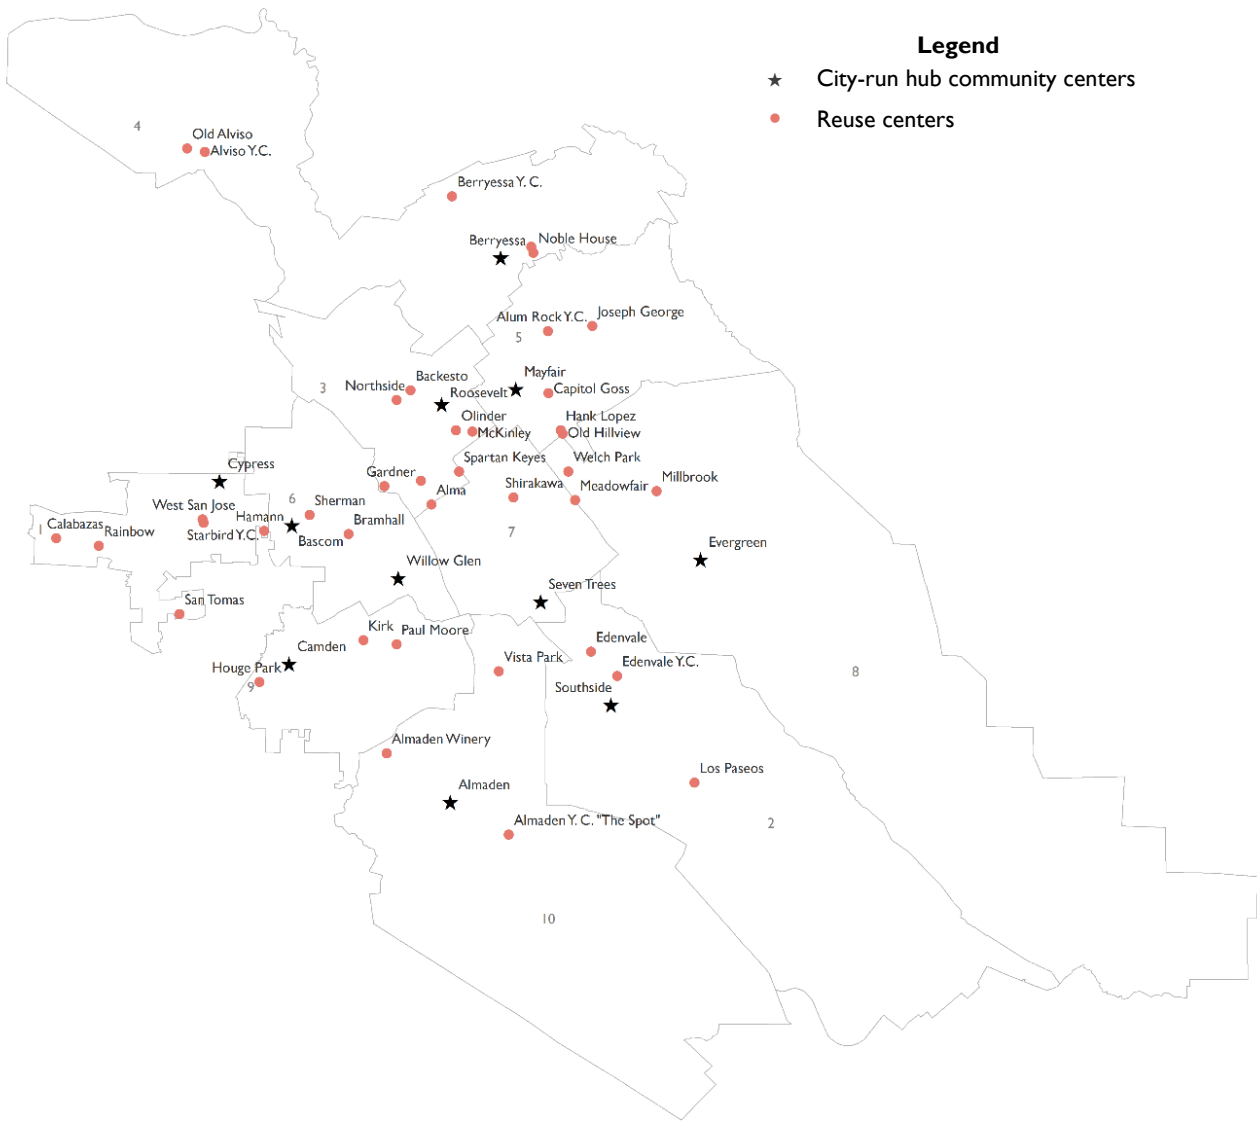 Legend
City-run hub community centers
Reuse centers
4
Old Alviso
Alviso Y.C.
Berryessa Y. C.
Berryessa
Noble House
Alum Rock Y.C.
Joseph George
5
Mayfair
Capitol Goss
3
Northside
Backesto
Roosevelt
Olinder
McKinley
Hank Lopez
Old Hillview
Cypress
Gardner
Spartan Keyes
Welch Park
Alma
Shirakawa
Meadowfair
Millbrook
6
West San Jose
Sherman
Hamann
Starbird Y.C.
Bascom
Bramhall
1
Calabazas
Rainbow
7
Evergreen
Willow Glen
Seven Trees
San Tomas
Kirk
Paul Moore
Camden
Houge Park
9
Vista Park
Edenvale
Edenvale Y.C.
Southside
8
Almaden Winery
Almaden
Los Paseos
Almaden Y. C. "The Spot"
2
10